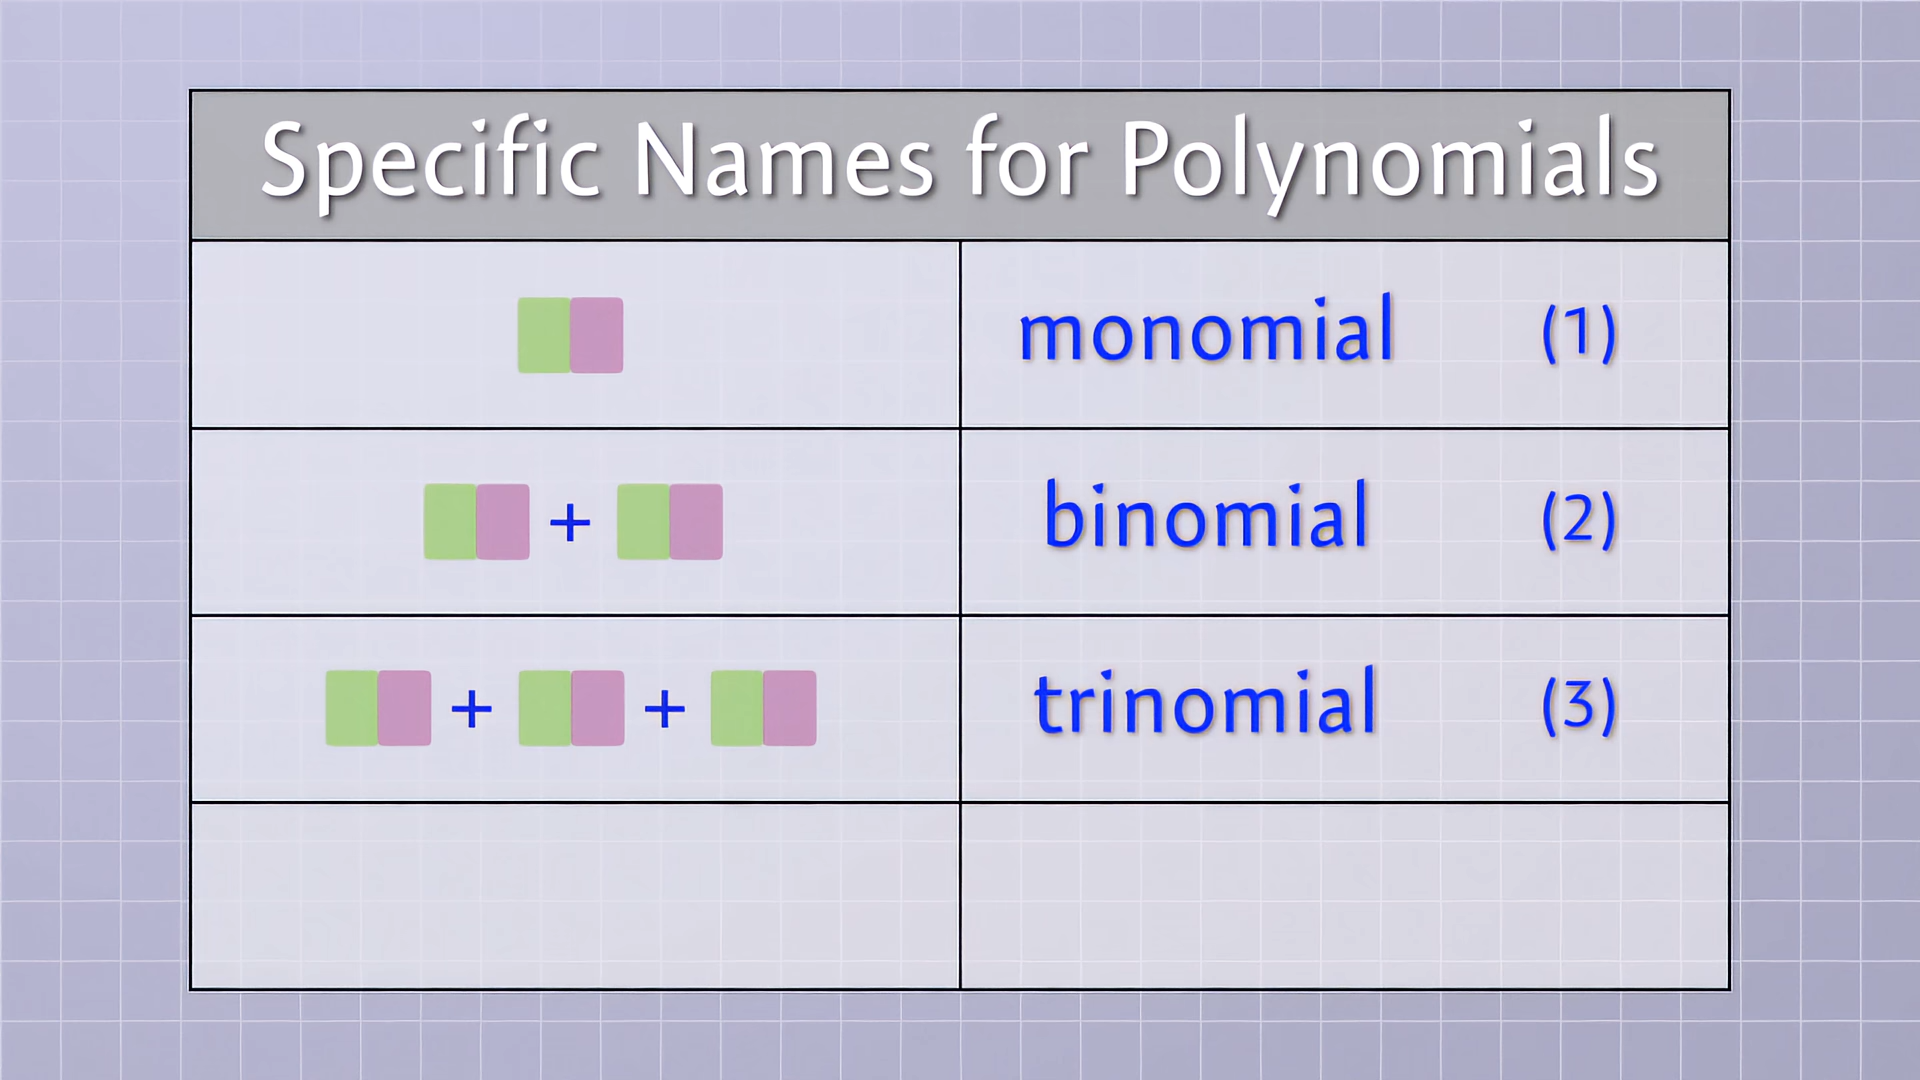 Specific Names for Polynomials
monomial (1)
+ binomial (2)
+ + trinomial (3)